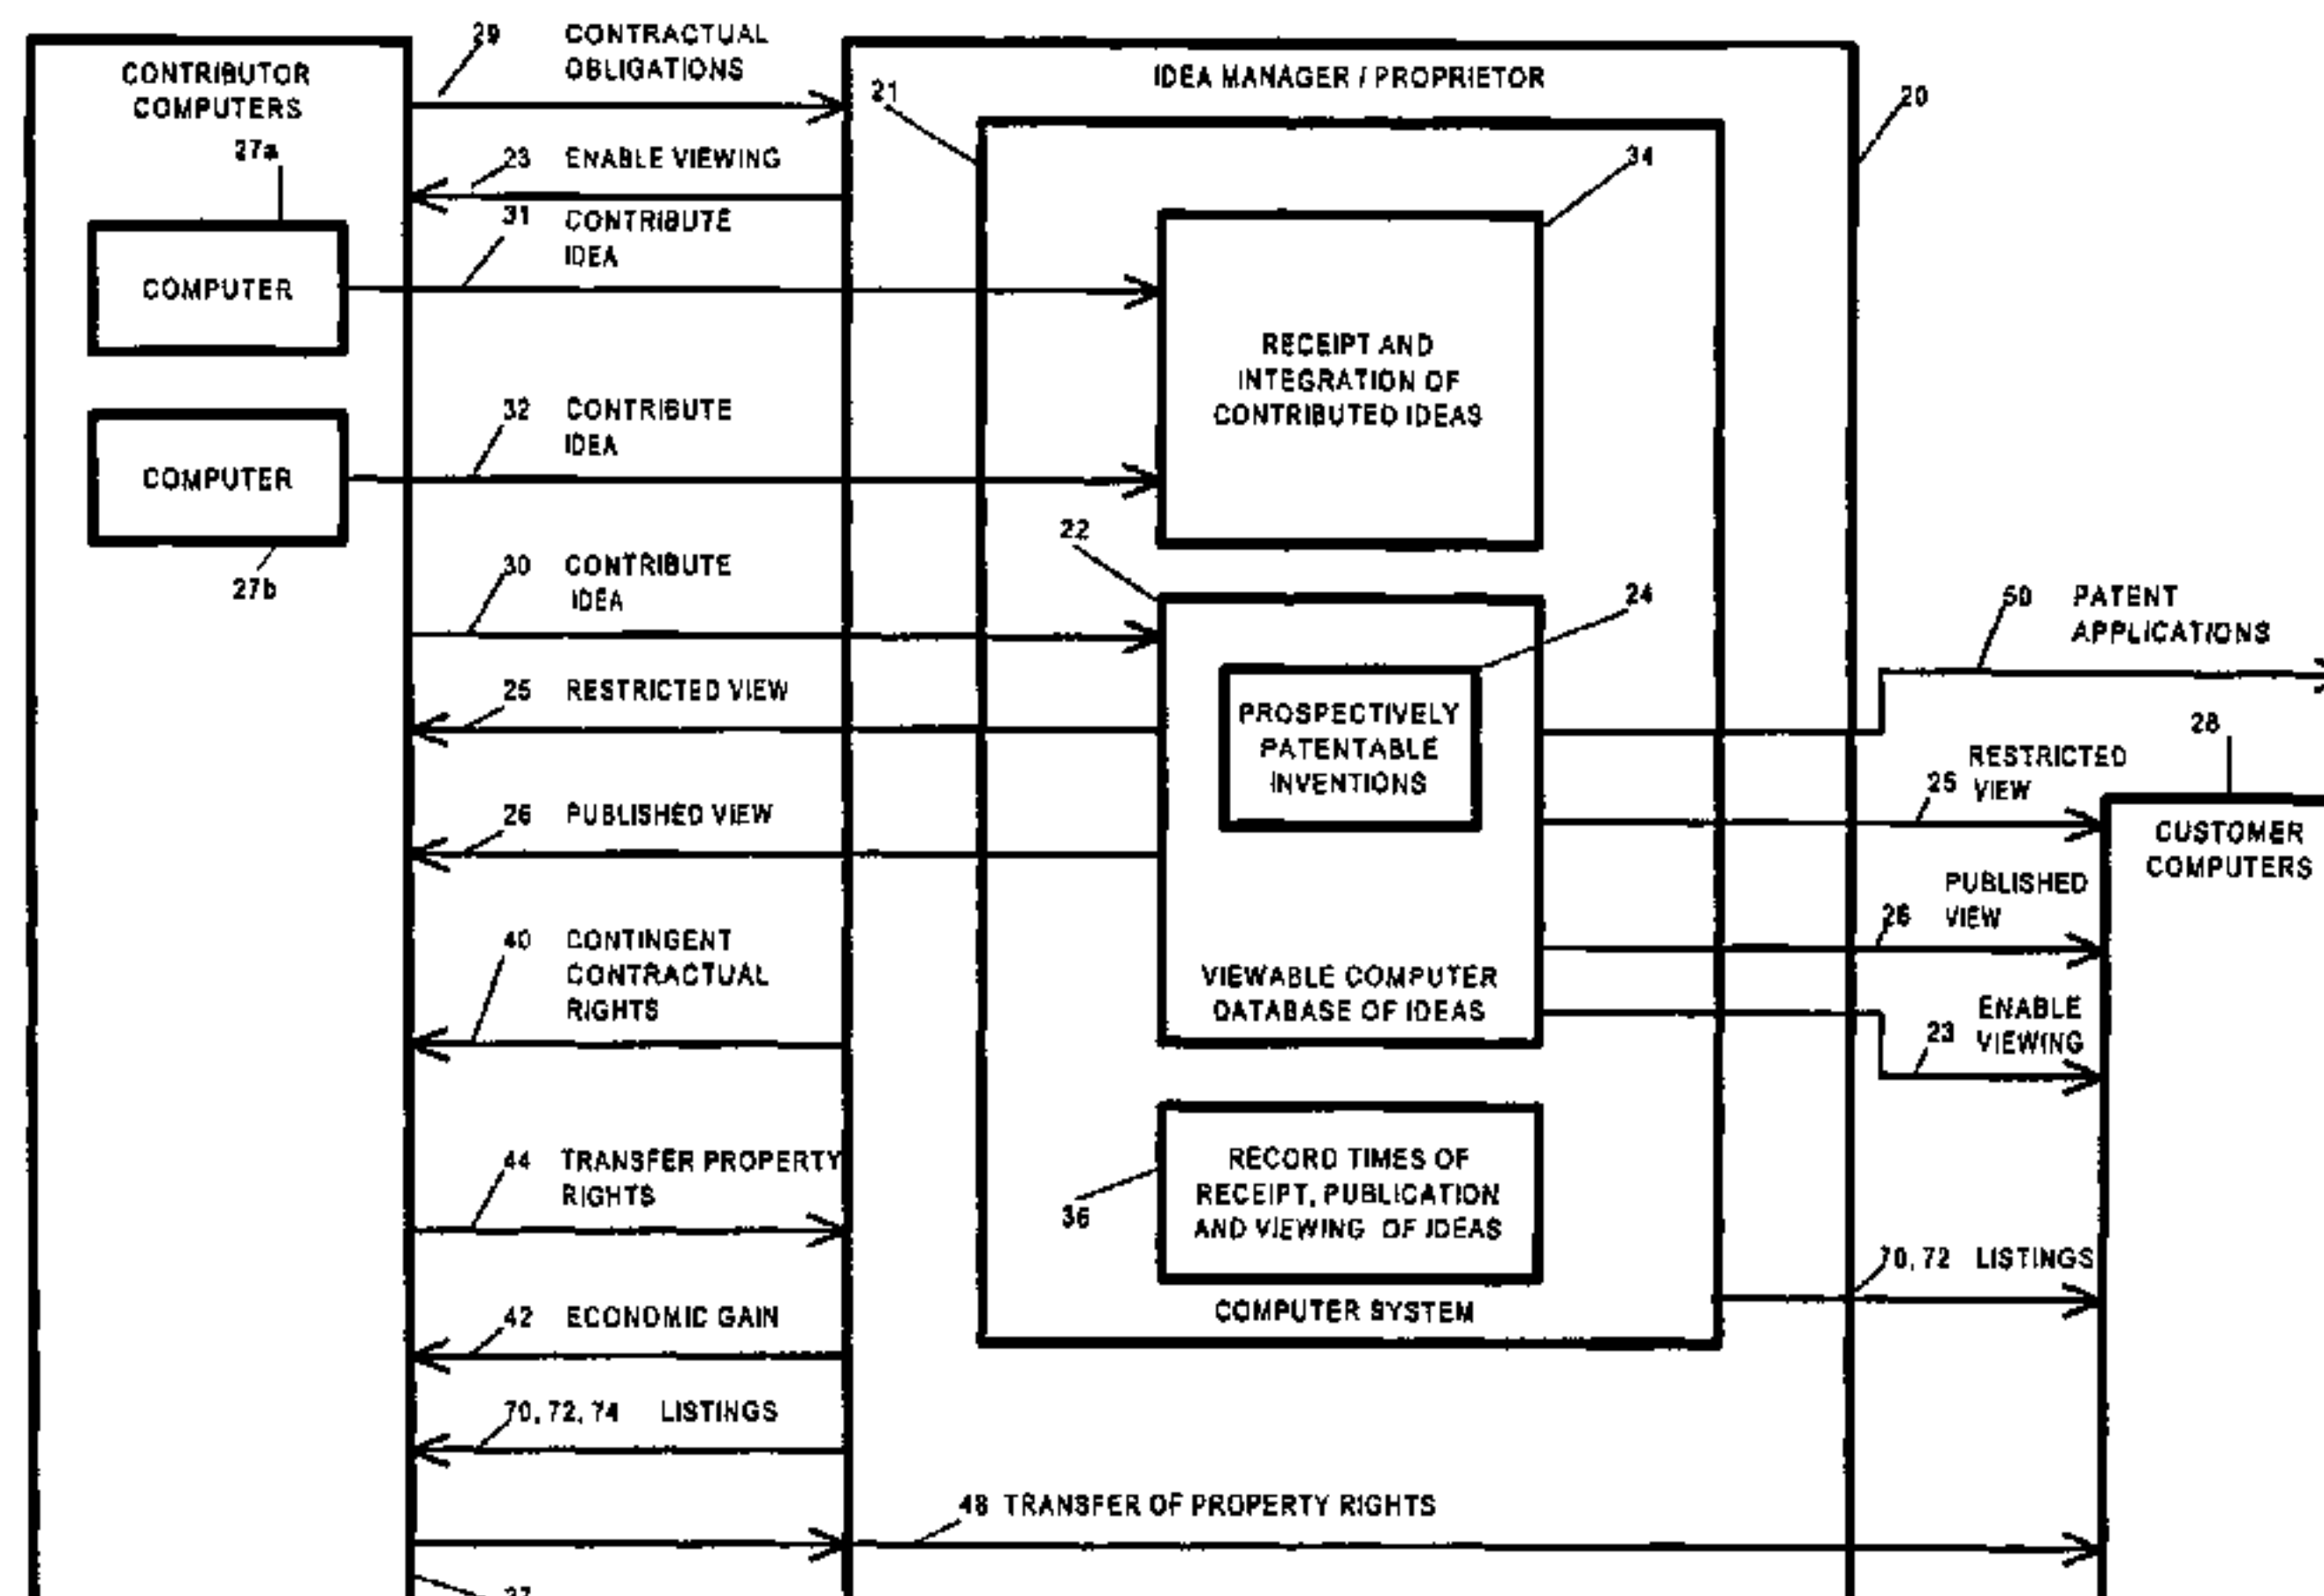 CONTRIBUTOR
COMPUTERS
27a
COMPUTER
COMPUTER
27b
29 CONTRACTUAL
OBLIGATIONS
23 ENABLE VIEWING
31 CONTRIBUTE
IDEA
32 CONTRIBUTE
IDEA
30 CONTRIBUTE
IDEA
25 RESTRICTED VIEW
26 PUBLISHED VIEW
40 CONTINGENT
CONTRACTUAL
RIGHTS
44 TRANSFER PROPERTY
RIGHTS
42 ECONOMIC GAIN
70, 72, 74 LISTINGS
48 TRANSFER OF PROPERTY RIGHTS
27
IDEA MANAGER / PROPRIETOR
21
20
34
RECEIPT AND
INTEGRATION OF
CONTRIBUTED IDEAS
22
24
PROSPECTIVELY
PATENTABLE
INVENTIONS
VIEWABLE COMPUTER
DATABASE OF IDEAS
RECORD TIMES OF
RECEIPT, PUBLICATION
AND VIEWING OF IDEAS
36
COMPUTER SYSTEM
50 PATENT
APPLICATIONS
28
RESTRICTED
25 VIEW
CUSTOMER
COMPUTERS
PUBLISHED
26 VIEW
ENABLE
23 VIEWING
70, 72 LISTINGS